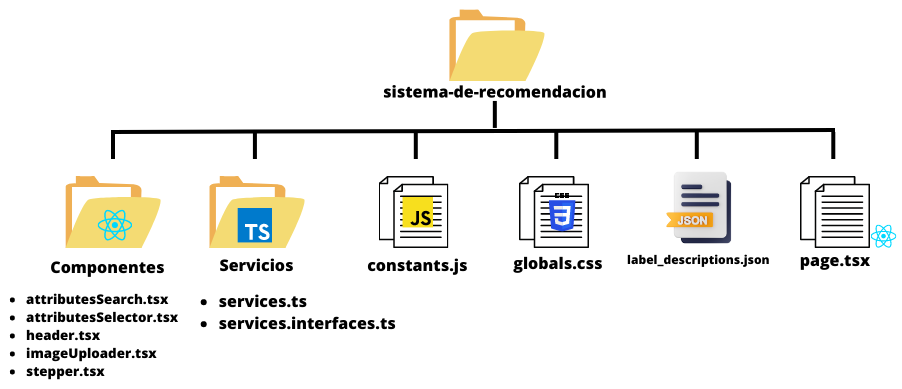 sistema-de-recomendacion
TS
JS
CSS
3
JSON
Componentes
Servicios
constants.js
globals.css
label_descriptions.json
page.tsx
• attributesSearch.tsx
• attributesSelector.tsx
• header.tsx
• imageUploader.tsx
• stepper.tsx
• services.ts
• services.interfaces.ts